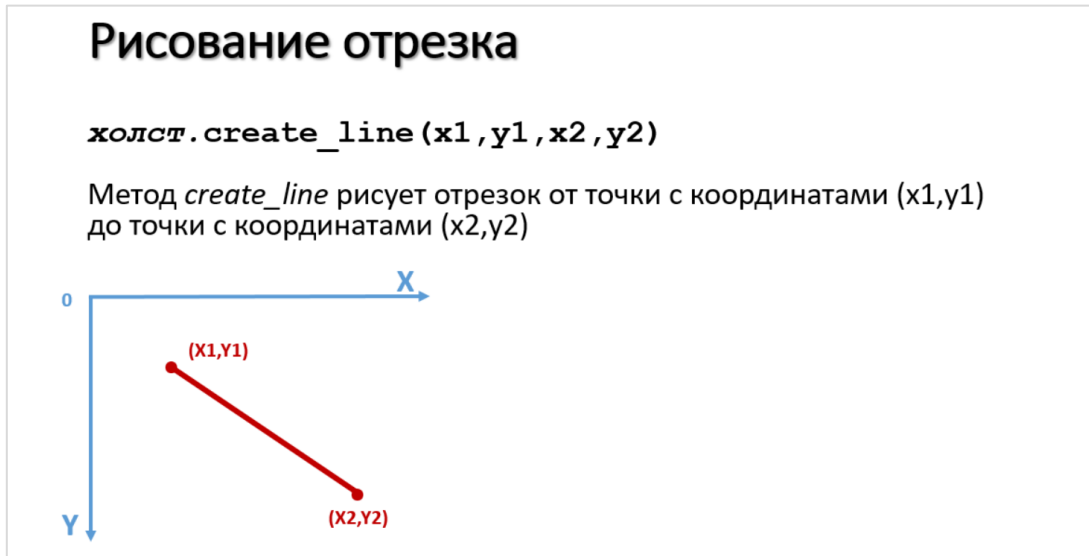 Рисование отрезка
холст.create_line(x1,y1,x2,y2)
Метод create_line рисует отрезок от точки с координатами (x1,y1)
до точки с координатами (x2,y2)
0
X
(X1,Y1)
Y
(X2,Y2)